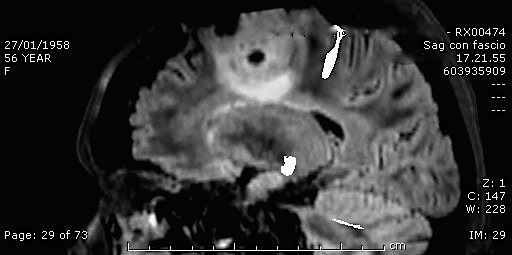 27/01/1958
56 YEAR
F
- RX00474
Sag con fascio
17.21.55
603935909
---
---
---
Z: 1
C: 147
W: 228
Page: 29 of 73
IM: 29
cm